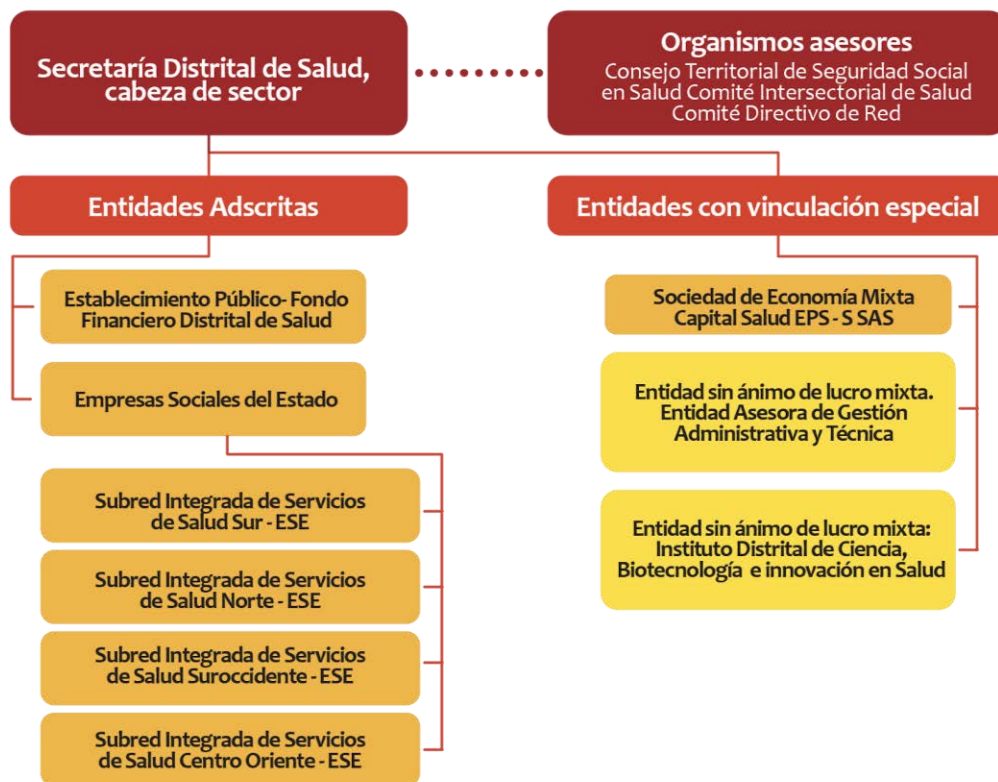 Secretaría Distrital de Salud,
cabeza de sector
Organismos asesores
Consejo Territorial de Seguridad Social
en Salud Comité Intersectorial de Salud
Comité Directivo de Red
Entidades Adscritas
Entidades con vinculación especial
Establecimiento Público- Fondo
Financiero Distrital de Salud
Empresas Sociales del Estado
Subred Integrada de Servicios
de Salud Sur - ESE
Subred Integrada de Servicios
de Salud Norte - ESE
Subred Integrada de Servicios
de Salud Suroccidente - ESE
Subred Integrada de Servicios
de Salud Centro Oriente - ESE
Sociedad de Economía Mixta
Capital Salud EPS - S SAS
Entidad sin ánimo de lucro mixta.
Entidad Asesora de Gestión
Administrativa y Técnica
Entidad sin ánimo de lucro mixta:
Instituto Distrital de Ciencia,
Biotecnología e innovación en Salud